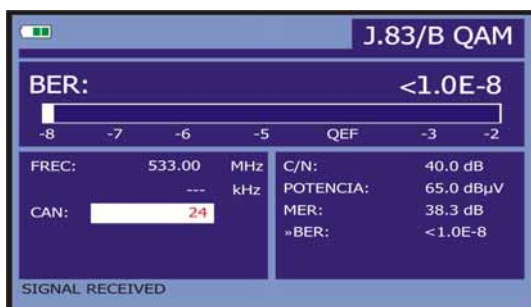 J.83/B QAM
BER: <1.0E-8
-8 -7 -6 -5 QEF -3 -2
FREC: 533.00 MHz
--- kHz
CAN: 24
C/N: 40.0 dB
POTENCIA: 65.0 dBµV
MER: 38.3 dB
»BER: <1.0E-8
SIGNAL RECEIVED